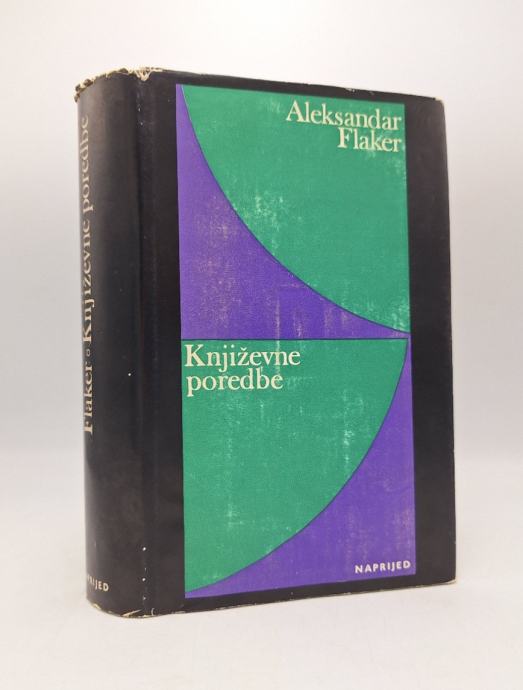 Aleksandar
Flaker
Književne
poredbe
NAPRIJED
Flaker o Književne poredbe
NAPRIJED